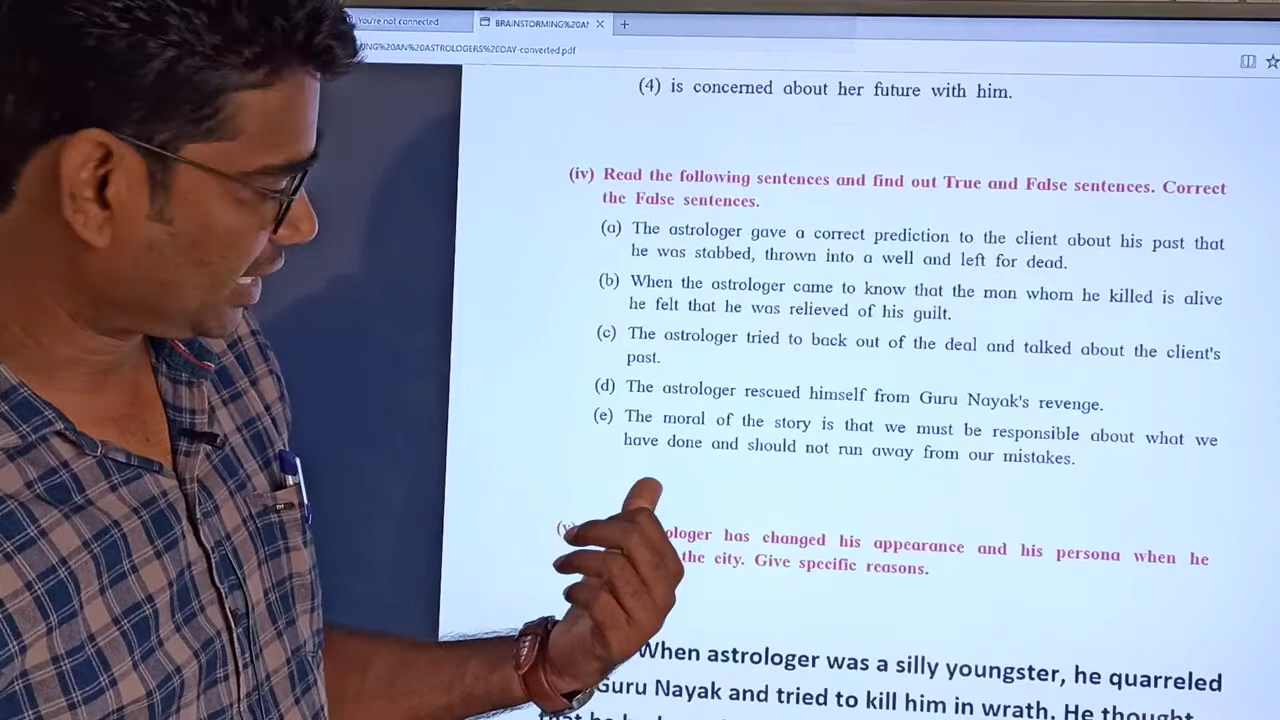 You're not connected
BRAINSTORMING%20A
ING%20AN%20ASTROLOGERS%20DAY-converted.pdf
(4) is concerned about her future with him.
(iv) Read the following sentences and find out True and False sentences. Correct
the False sentences.
(a) The astrologer gave a correct prediction to the client about his past that
he was stabbed, thrown into a well and left for dead.
(b) When the astrologer came to know that the man whom he killed is alive
he felt that he was relieved of his guilt.
(c) The astrologer tried to back out of the deal and talked about the client's
past.
(d) The astrologer rescued himself from Guru Nayak's revenge.
(e) The moral of the story is that we must be responsible about what we
have done and should not run away from our mistakes.
(v) ologer has changed his appearance and his persona when he
the city. Give specific reasons.
When astrologer was a silly youngster, he quarreled
Guru Nayak and tried to kill him in wrath. He thought